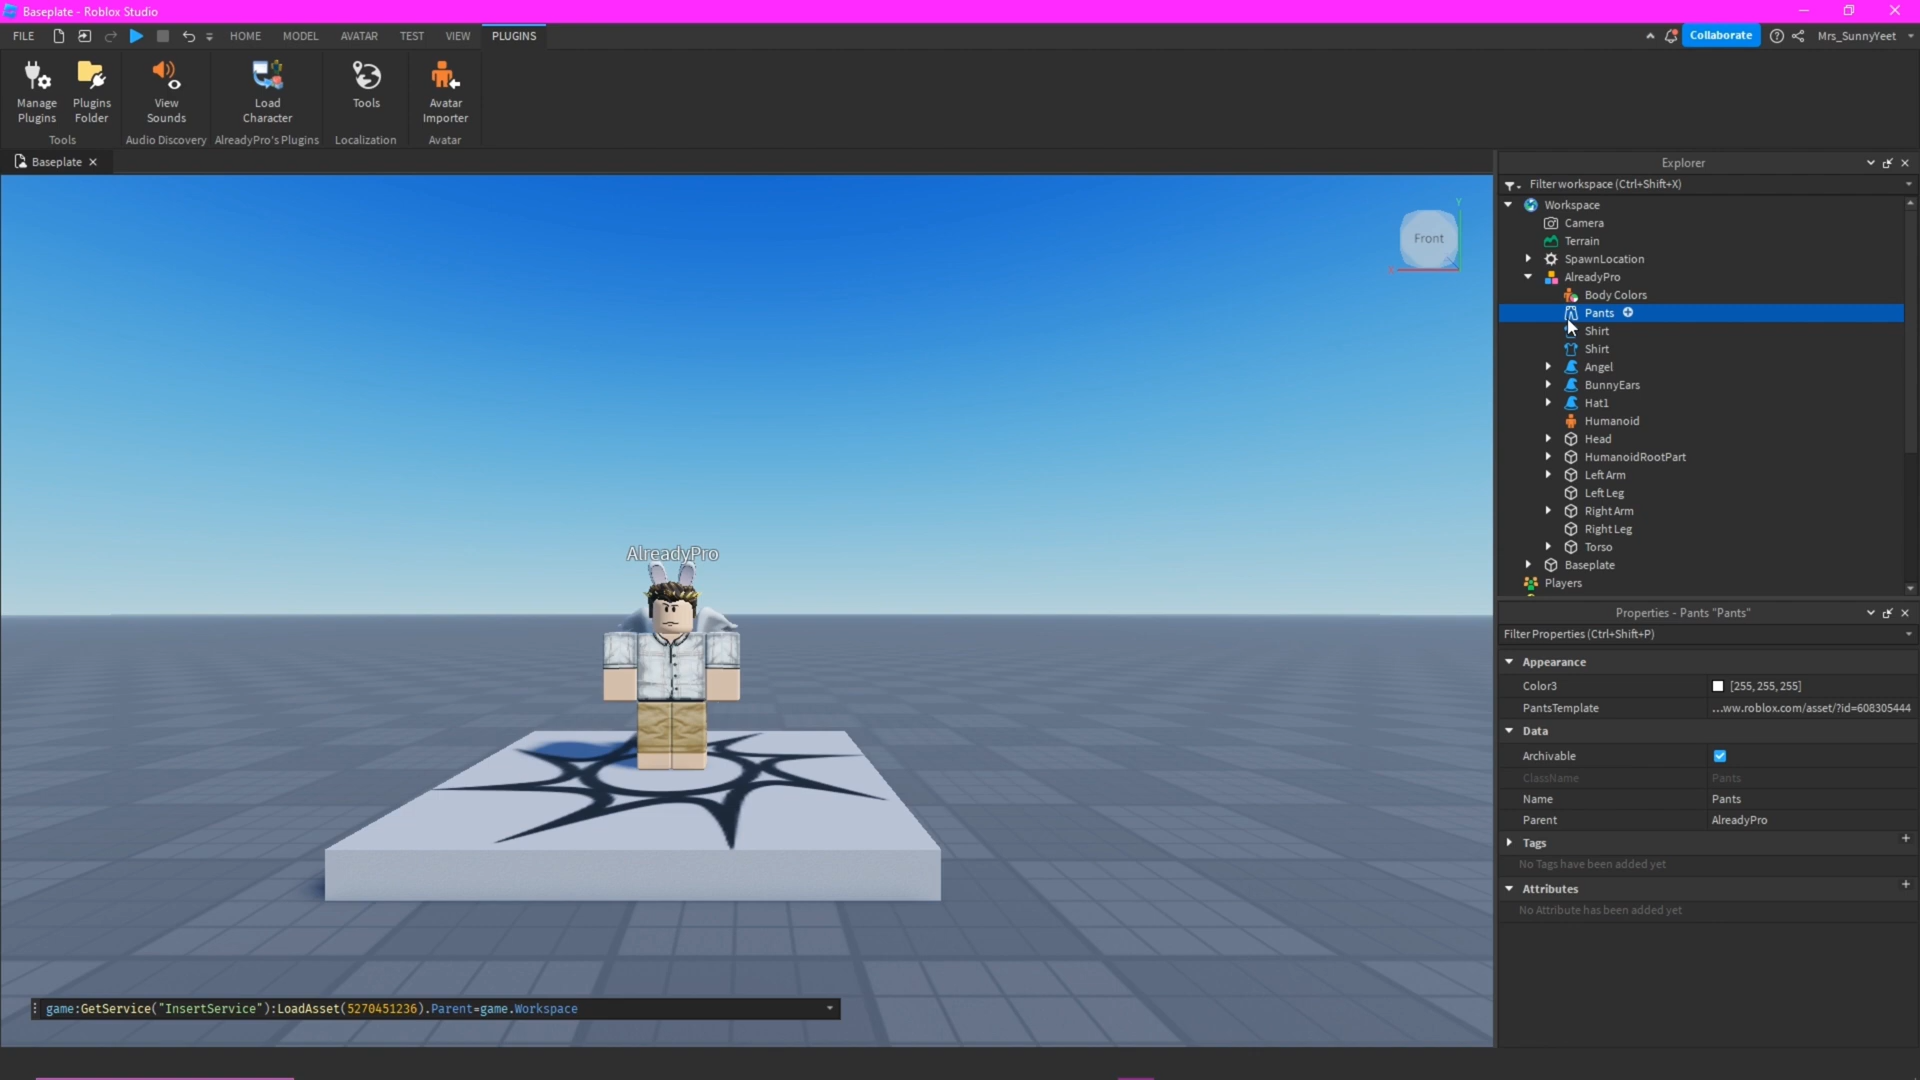 Baseplate - Roblox Studio
FILE HOME MODEL AVATAR TEST VIEW PLUGINS Collaborate Mrs_SunnyYeet
Manage Plugins
Plugins Folder
View Sounds
Load Character
Tools
Avatar Importer
Tools Audio Discovery AlreadyPro's Plugins Localization Avatar
Baseplate
Front
Y
AlreadyPro
game:GetService("InsertService"):LoadAsset(5270451236).Parent=game.Workspace
Explorer
Filter workspace (Ctrl+Shift+X)
Workspace
Camera
Terrain
SpawnLocation
AlreadyPro
Body Colors
Pants
Shirt
Shirt
Angel
BunnyEars
Hat1
Humanoid
Head
HumanoidRootPart
Left Arm
Left Leg
Right Arm
Right Leg
Torso
Baseplate
Players
Properties - Pants "Pants"
Filter Properties (Ctrl+Shift+P)
Appearance
Color3 [255, 255, 255]
PantsTemplate ...ww.roblox.com/asset/?id=608305444
Data
Archivable
ClassName Pants
Name Pants
Parent AlreadyPro
Tags
No Tags have been added yet
Attributes
No Attribute has been added yet